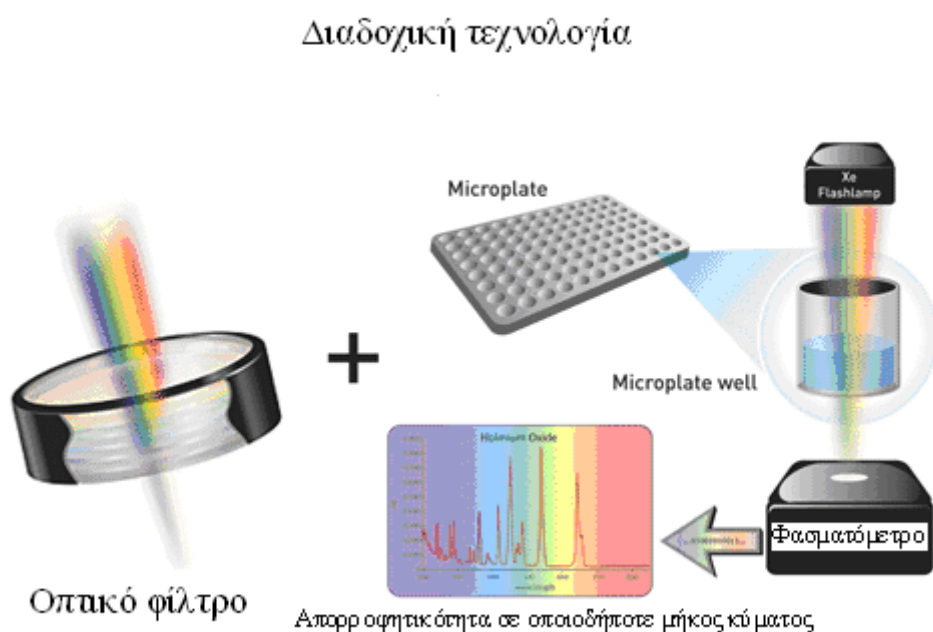 Διαδοχική τεχνολογία
Xe
Flashlamp
Microplate
Microplate well
Holmium Oxide
Φασματόμετρο
Οπτικό φίλτρο
Απορροφητικότητα σε οποιοδήποτε μήκος κύματος